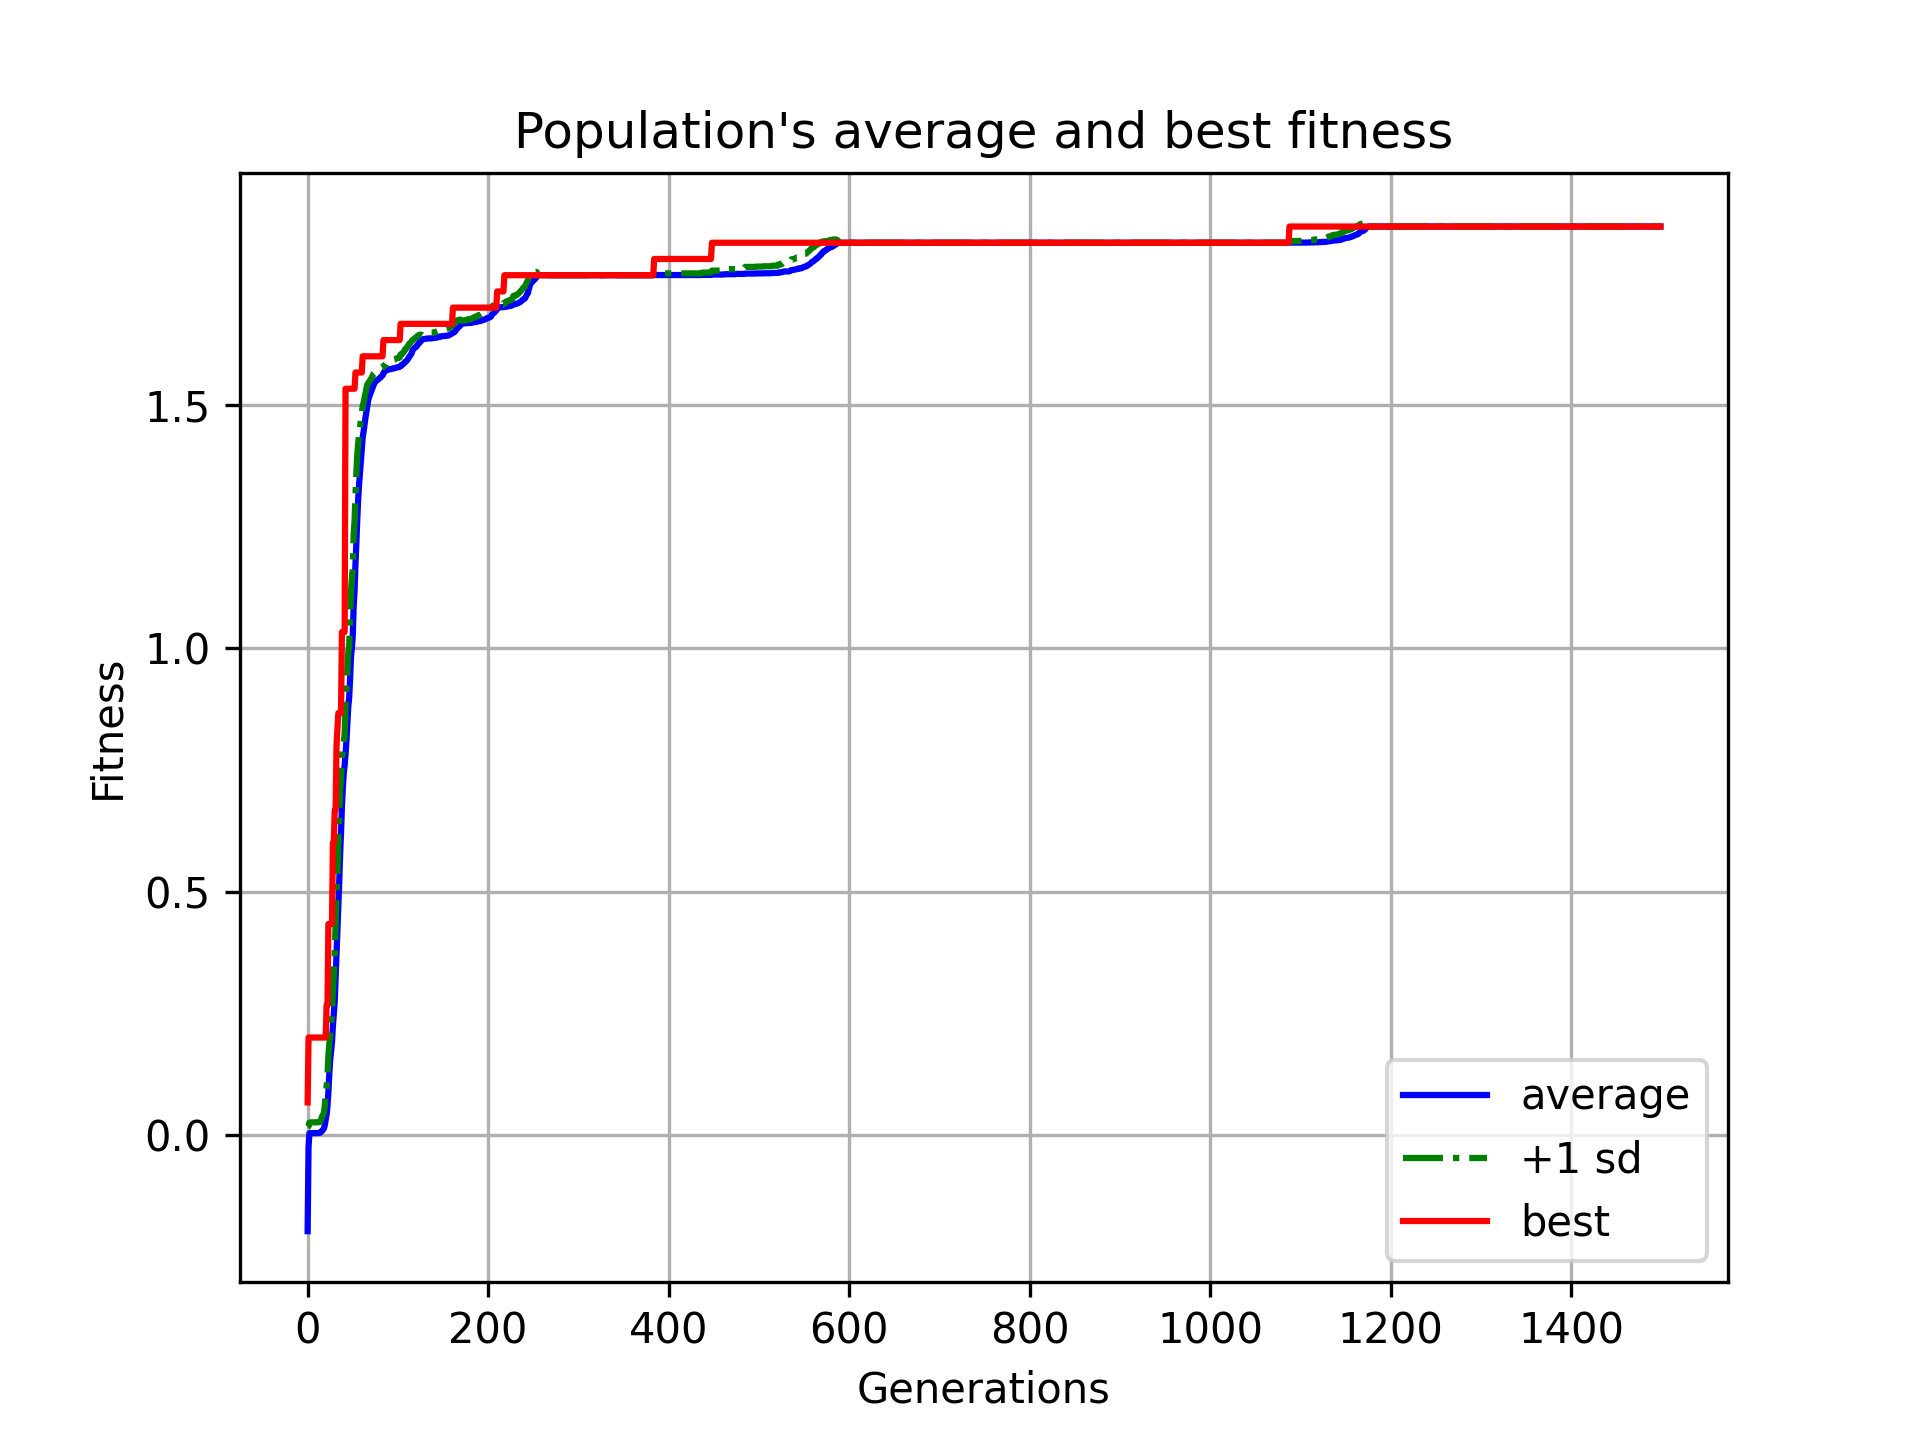 Population's average and best fitness
Fitness
1.5
1.0
0.5
0.0
average
+1 sd
best
0 200 400 600 800 1000 1200 1400
Generations